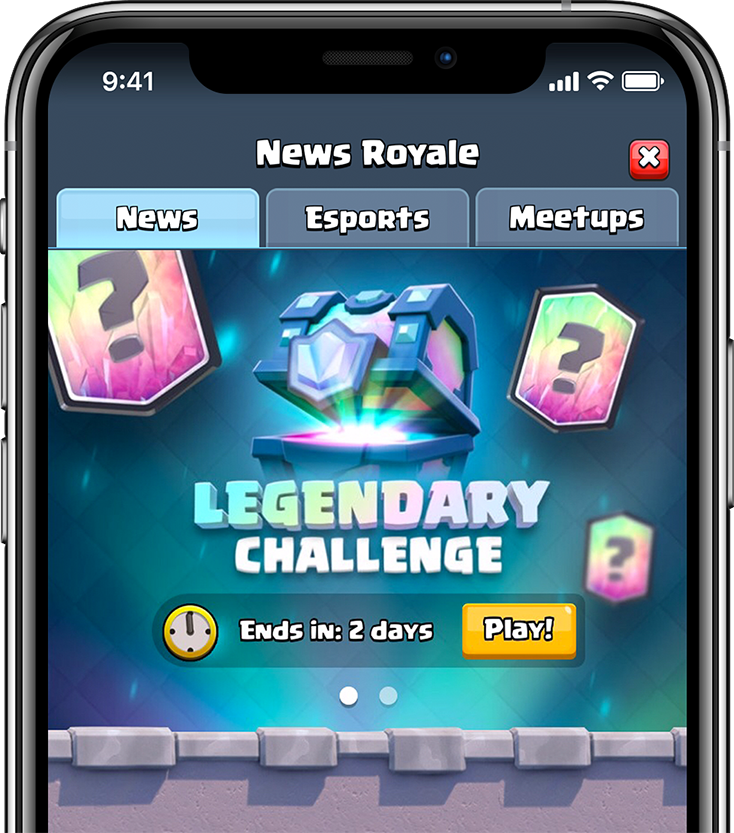 9:41
News Royale
News
Esports
Meetups
?
?
LEGENDARY
CHALLENGE
?
Ends in: 2 days
Play!